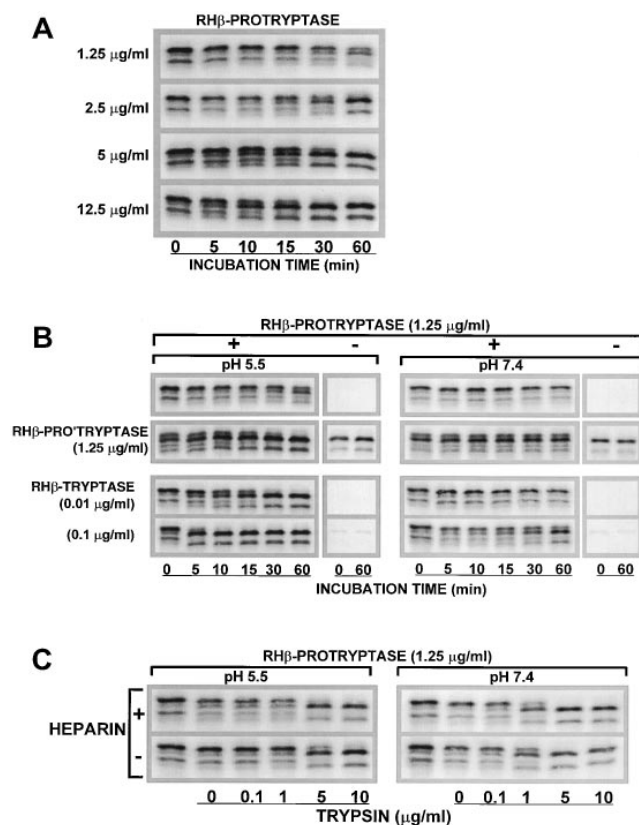 A
RHβ-PROTRYPTASE
1.25 µg/ml
2.5 µg/ml
5 µg/ml
12.5 µg/ml
0 5 10 15 30 60
INCUBATION TIME (min)
B
RHβ-PROTRYPTASE (1.25 µg/ml)
+ - + -
pH 5.5 pH 7.4
RHβ-PRO'TRYPTASE
(1.25 µg/ml)
RHβ-TRYPTASE
(0.01 µg/ml)
(0.1 µg/ml)
0 5 10 15 30 60 0 60 0 5 10 15 30 60 0 60
INCUBATION TIME (min)
C
RHβ-PROTRYPTASE (1.25 µg/ml)
pH 5.5 pH 7.4
+
HEPARIN
-
0 0.1 1 5 10 0 0.1 1 5 10
TRYPSIN (µg/ml)